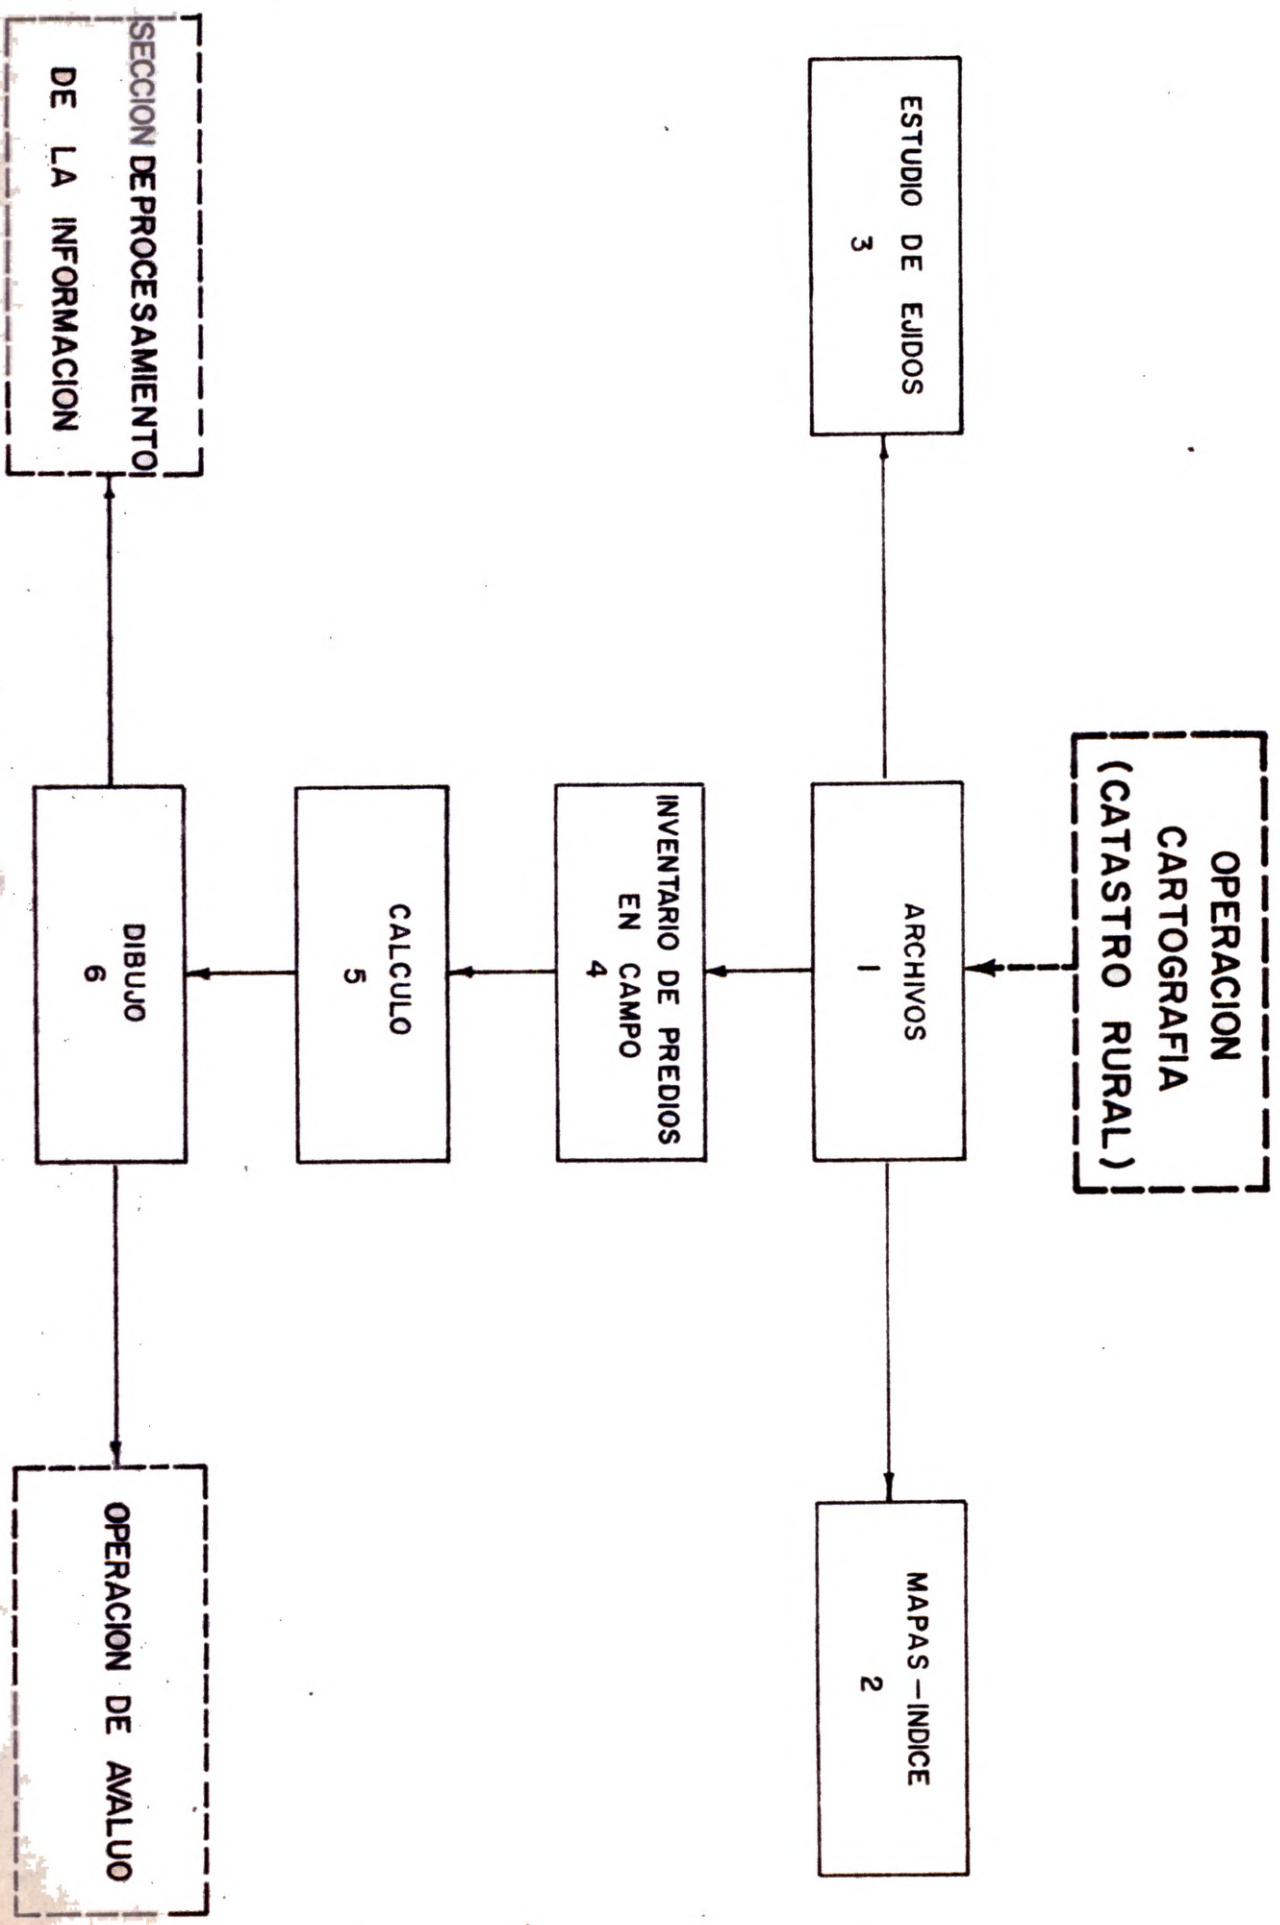 OPERACION
CARTOGRAFIA
(CATASTRO RURAL)
ESTUDIO DE EJIDOS
3
ARCHIVOS
1
MAPAS-INDICE
2
INVENTARIO DE PREDIOS
EN CAMPO
4
CALCULO
5
DIBUJO
6
SECCION DE PROCESAMIENTO
DE LA INFORMACION
OPERACION DE AVALUO